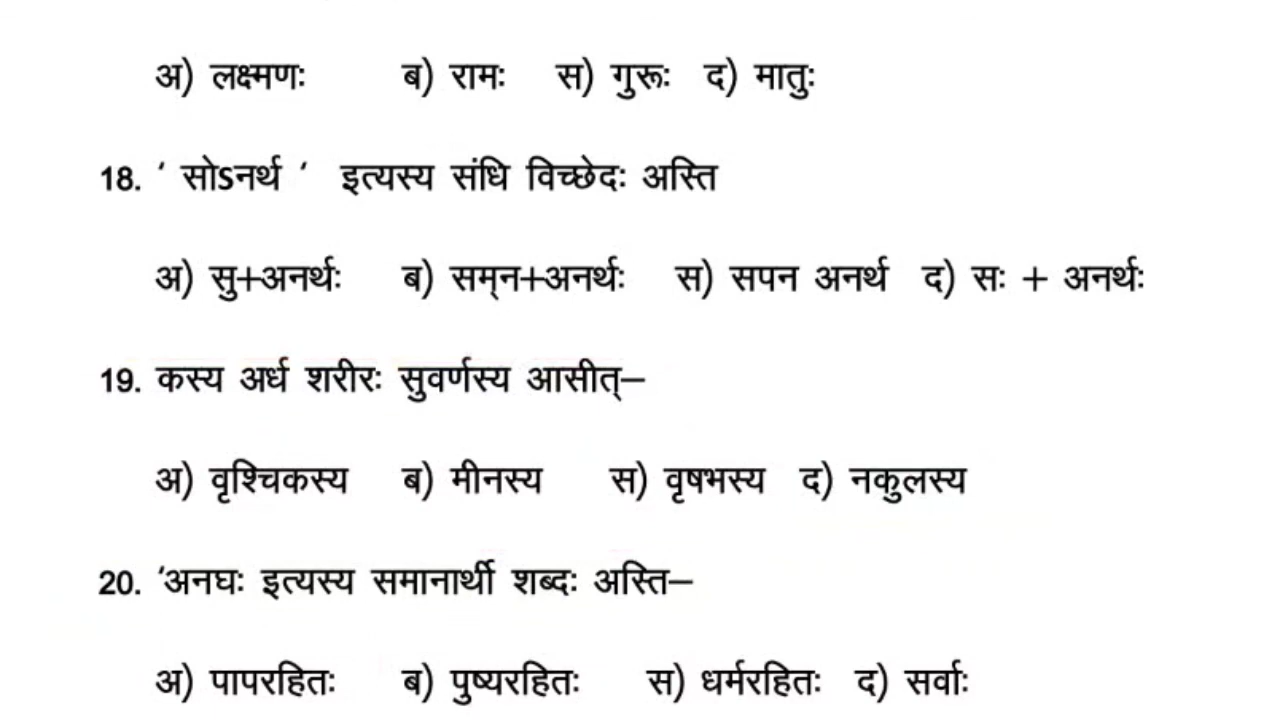 अ) लक्ष्मणः ब) रामः स) गुरूः द) मातुः
18. ‘ सोऽनर्थ ‘ इत्यस्य संधि विच्छेदः अस्ति
अ) सु+अनर्थः ब) सम्‌न+अनर्थः स) सपन अनर्थ द) सः + अनर्थः
19. कस्य अर्ध शरीरः सुवर्णस्य आसीत्–
अ) वृश्चिकस्य ब) मीनस्य स) वृषभस्य द) नकुलस्य
20. ‘अनघः इत्यस्य समानार्थी शब्दः अस्ति–
अ) पापरहितः ब) पुष्यरहितः स) धर्मरहितः द) सर्वाः